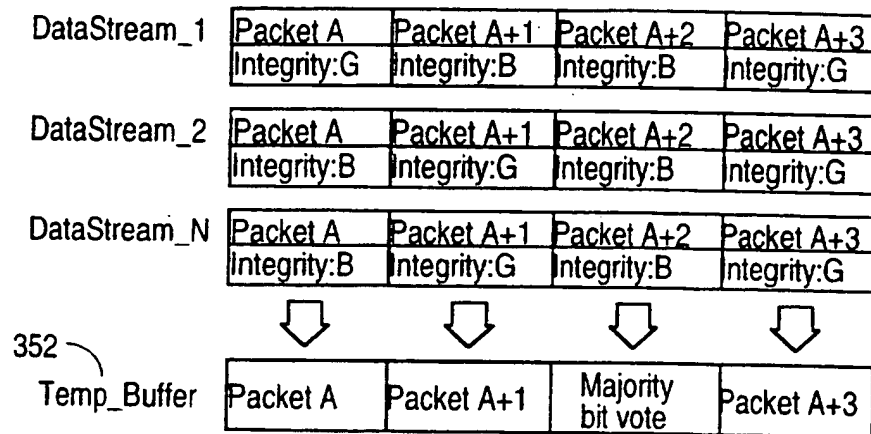 DataStream_1 Packet A Packet A+1 Packet A+2 Packet A+3
Integrity:G Integrity:B Integrity:B Integrity:G
DataStream_2 Packet A Packet A+1 Packet A+2 Packet A+3
Integrity:B Integrity:G Integrity:B Integrity:G
DataStream_N Packet A Packet A+1 Packet A+2 Packet A+3
Integrity:B Integrity:G Integrity:B Integrity:G
352
Temp_Buffer Packet A Packet A+1 Majority bit vote Packet A+3